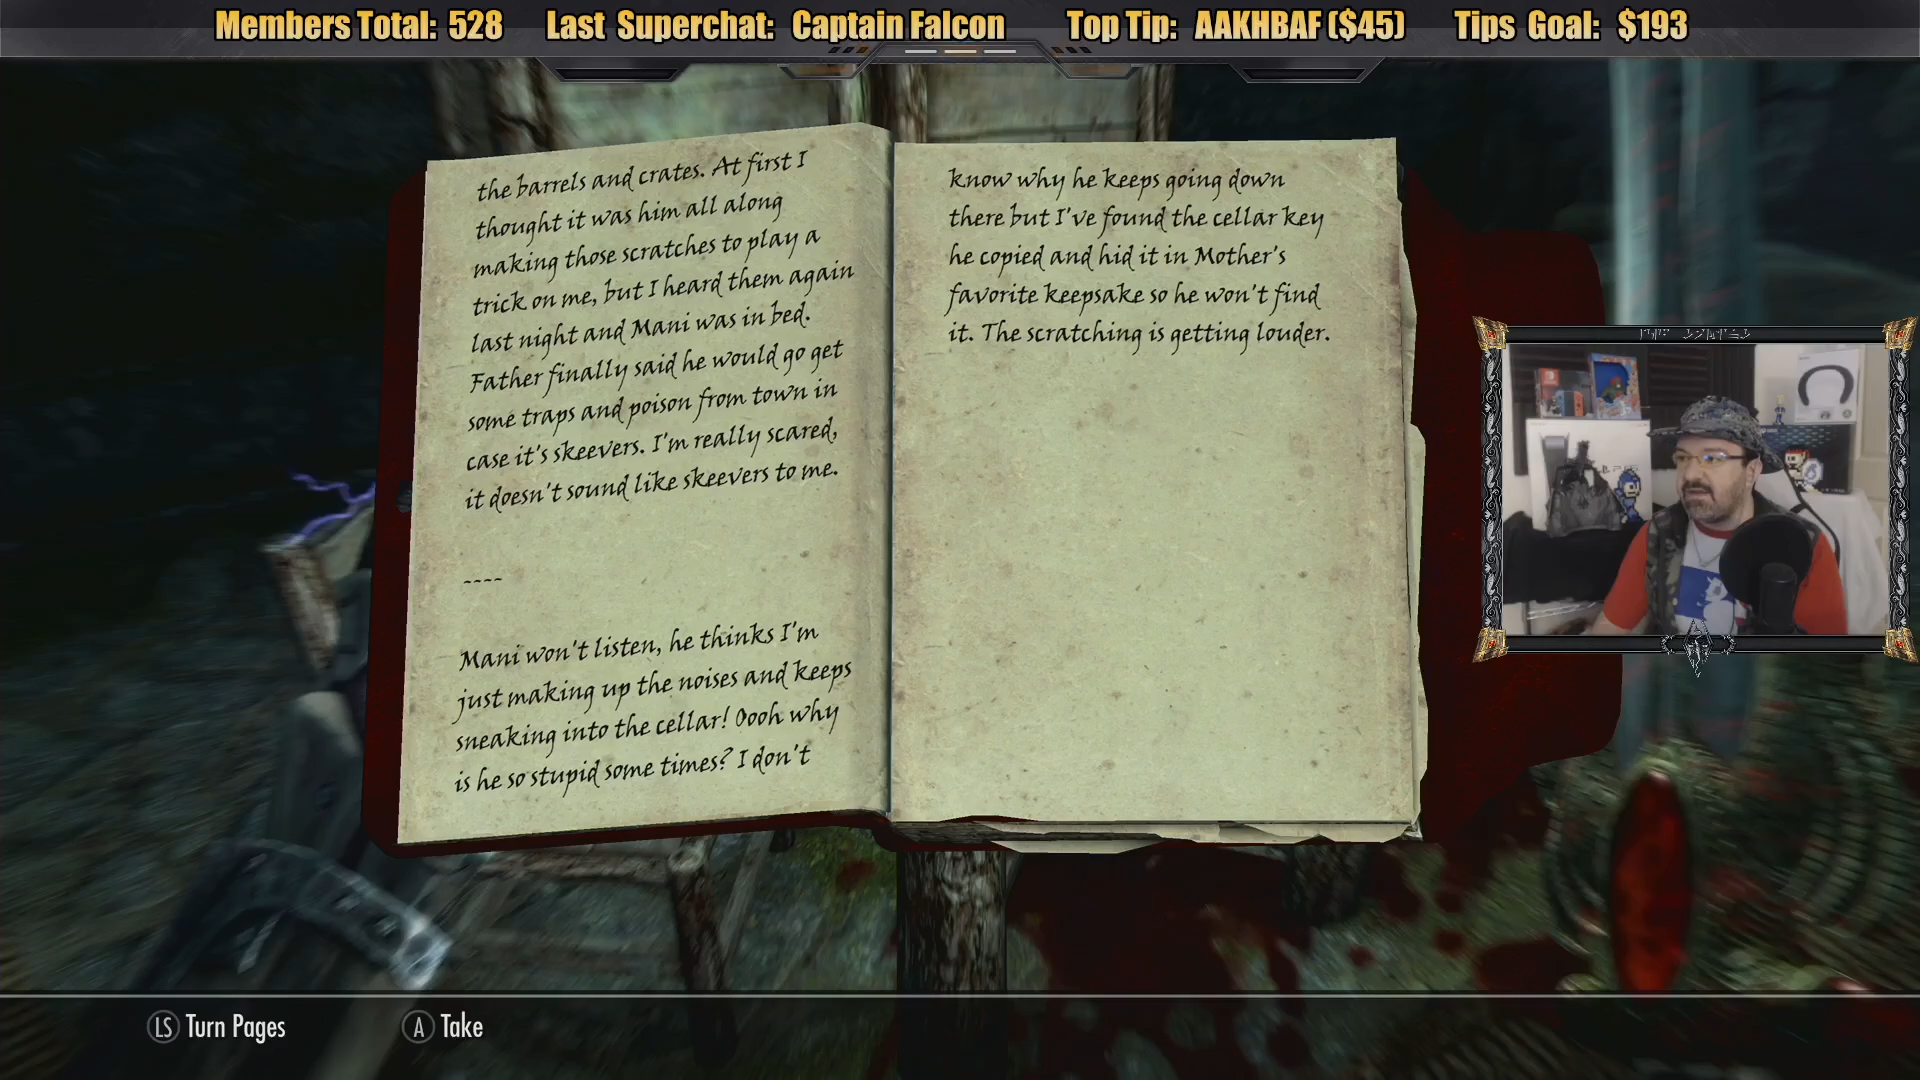 Members Total: 528 Last Superchat: Captain Falcon Top Tip: AAKHBAF ($45) Tips Goal: $193
the barrels and crates. At first I
thought it was him all along
making those scratches to play a
trick on me, but I heard them again
last night and Mani was in bed.
Father finally said he would go get
some traps and poison from town in
case it's skeevers. I'm really scared,
it doesn't sound like skeevers to me.
~~~~
Mani won't listen, he thinks I'm
just making up the noises and keeps
sneaking into the cellar! Oooh why
is he so stupid some times? I don't
know why he keeps going down
there but I've found the cellar key
he copied and hid it in Mother's
favorite keepsake so he won't find
it. The scratching is getting louder.
LS Turn Pages A Take